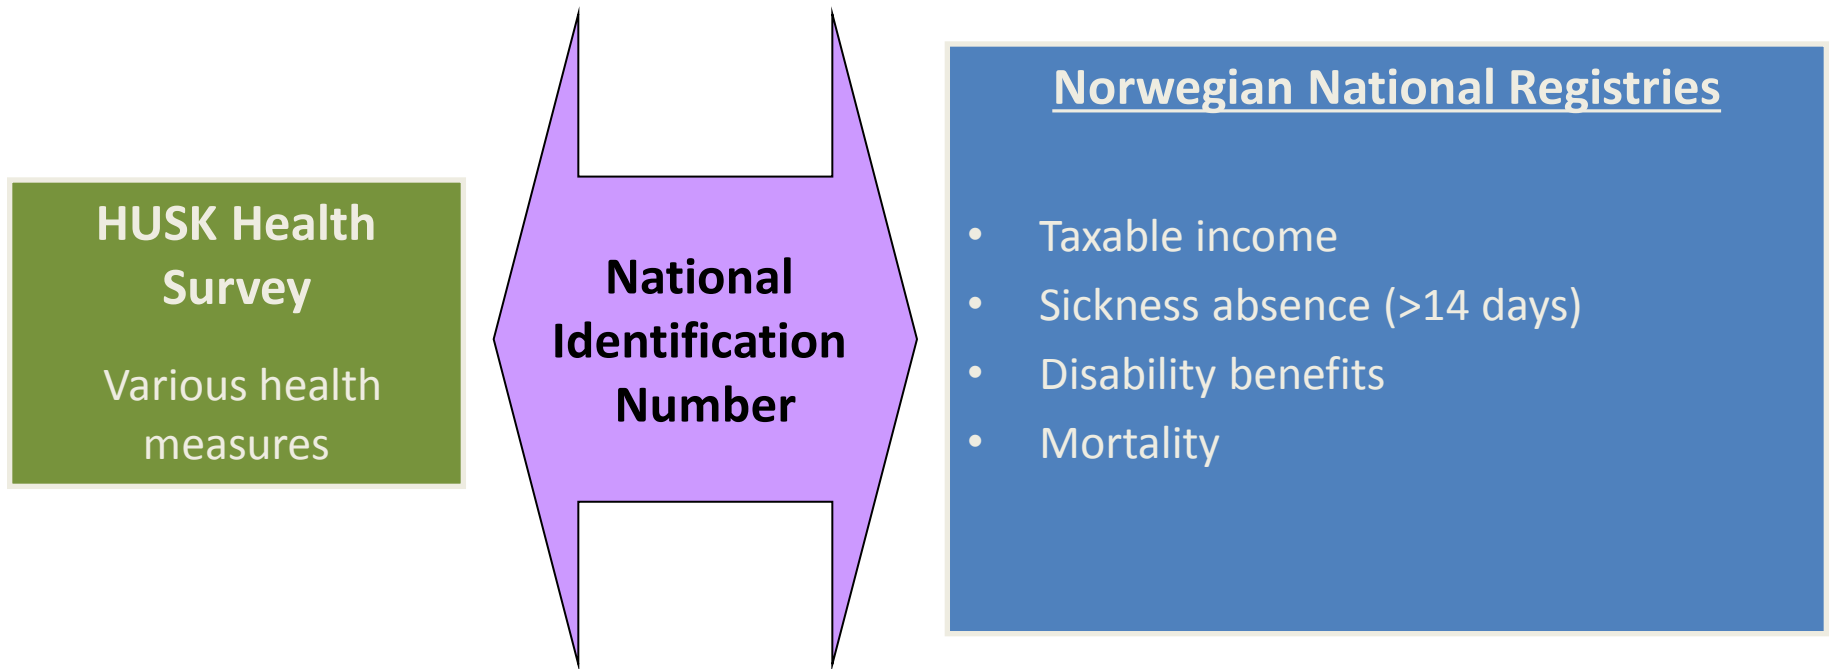 HUSK Health
Survey
Various health
measures
National
Identification
Number
Norwegian National Registries
• Taxable income
• Sickness absence (>14 days)
• Disability benefits
• Mortality